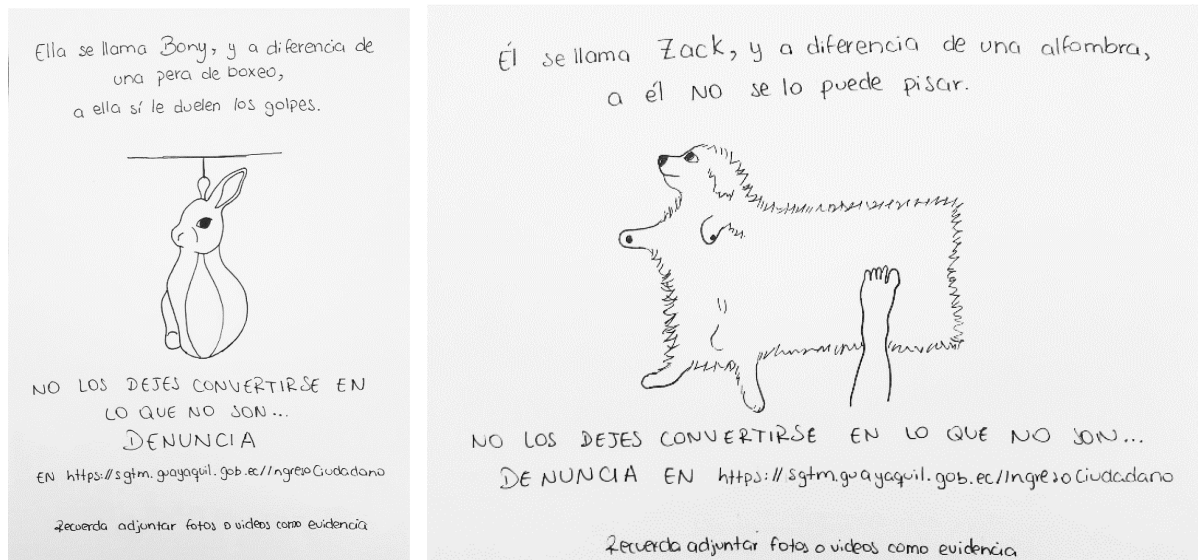 Ella se llama Bony, y a diferencia de
una pera de boxeo,
a ella sí le duelen los golpes.
NO LOS DEJES CONVERTIRSE EN
LO QUE NO SON...
DENUNCIA
EN https://sgtm.guayaquil.gob.ec/IngresoCiudadano
Recuerda adjuntar fotos o videos como evidencia
Él se llama Zack, y a diferencia de una alfombra,
a él NO se lo puede pisar.
NO LOS DEJES CONVERTIRSE EN LO QUE NO SON...
DENUNCIA EN https://sgtm.guayaquil.gob.ec/IngresoCiudadano
Recuerda adjuntar fotos o videos como evidencia